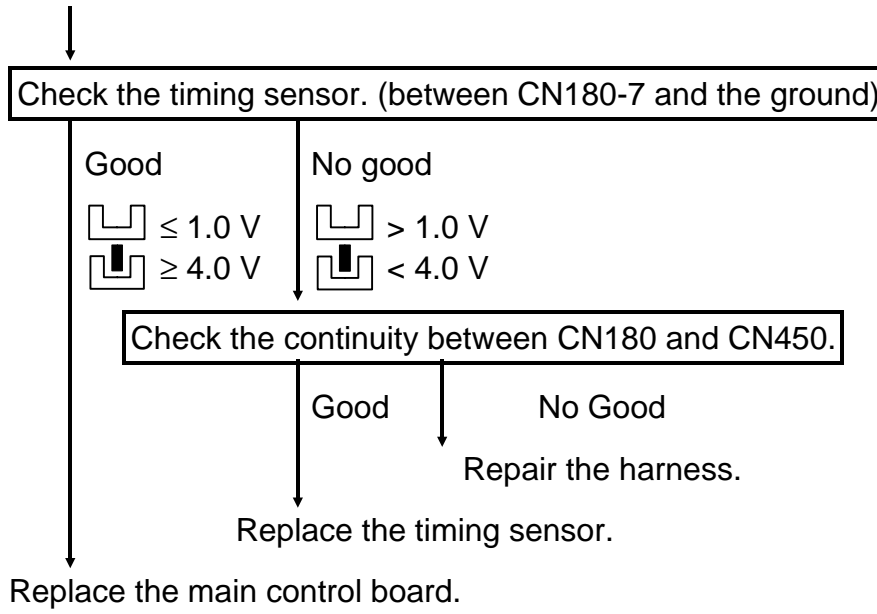 Check the timing sensor. (between CN180-7 and the ground)
Good No good
≤ 1.0 V > 1.0 V
≥ 4.0 V < 4.0 V
Check the continuity between CN180 and CN450.
Good No Good
Repair the harness.
Replace the timing sensor.
Replace the main control board.